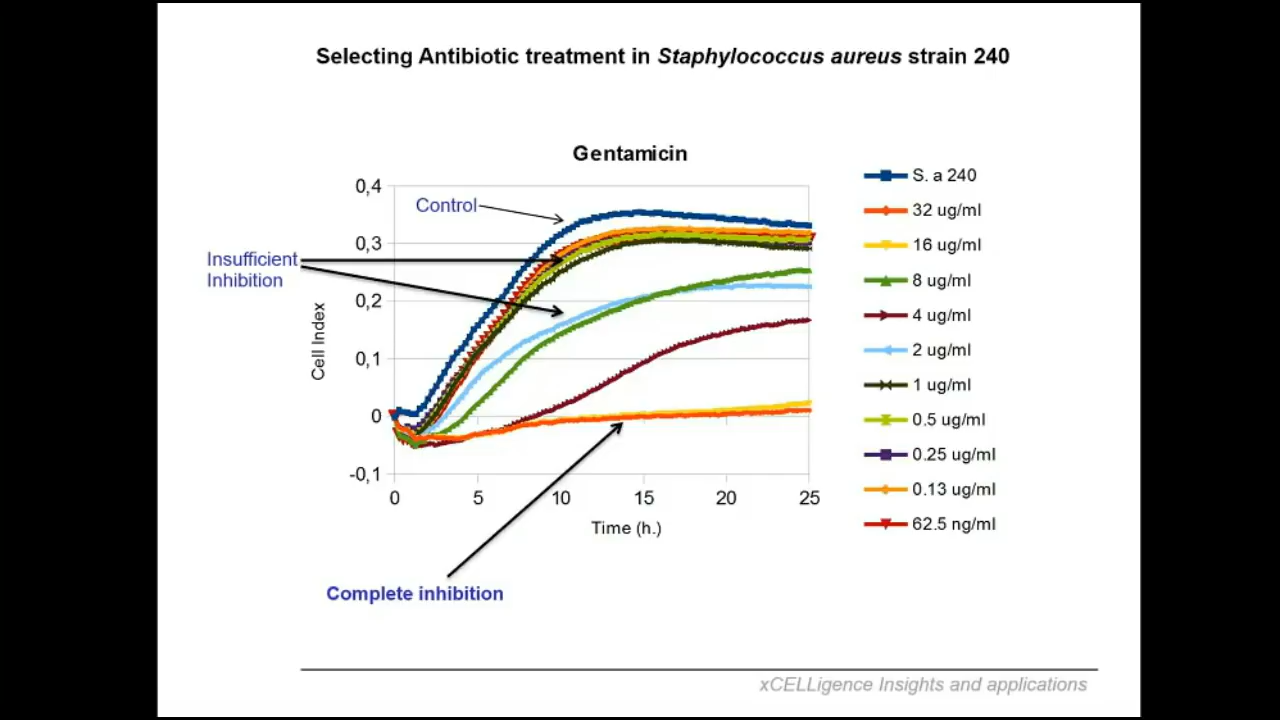 Selecting Antibiotic treatment in Staphylococcus aureus strain 240
Gentamicin
Control
Insufficient
Inhibition
Complete inhibition
Cell Index
0,4
0,3
0,2
0,1
0
-0,1
0 5 10 15 20 25
Time (h.)
S. a 240
32 ug/ml
16 ug/ml
8 ug/ml
4 ug/ml
2 ug/ml
1 ug/ml
0.5 ug/ml
0.25 ug/ml
0.13 ug/ml
62.5 ng/ml
xCELLigence Insights and applications